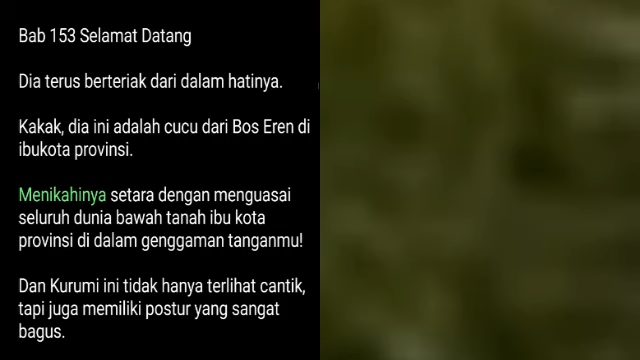 Bab 153 Selamat Datang
Dia terus berteriak dari dalam hatinya.
Kakak, dia ini adalah cucu dari Bos Eren di
ibukota provinsi.
Menikahinya setara dengan menguasai
seluruh dunia bawah tanah ibu kota
provinsi di dalam genggaman tanganmu!
Dan Kurumi ini tidak hanya terlihat cantik,
tapi juga memiliki postur yang sangat
bagus.